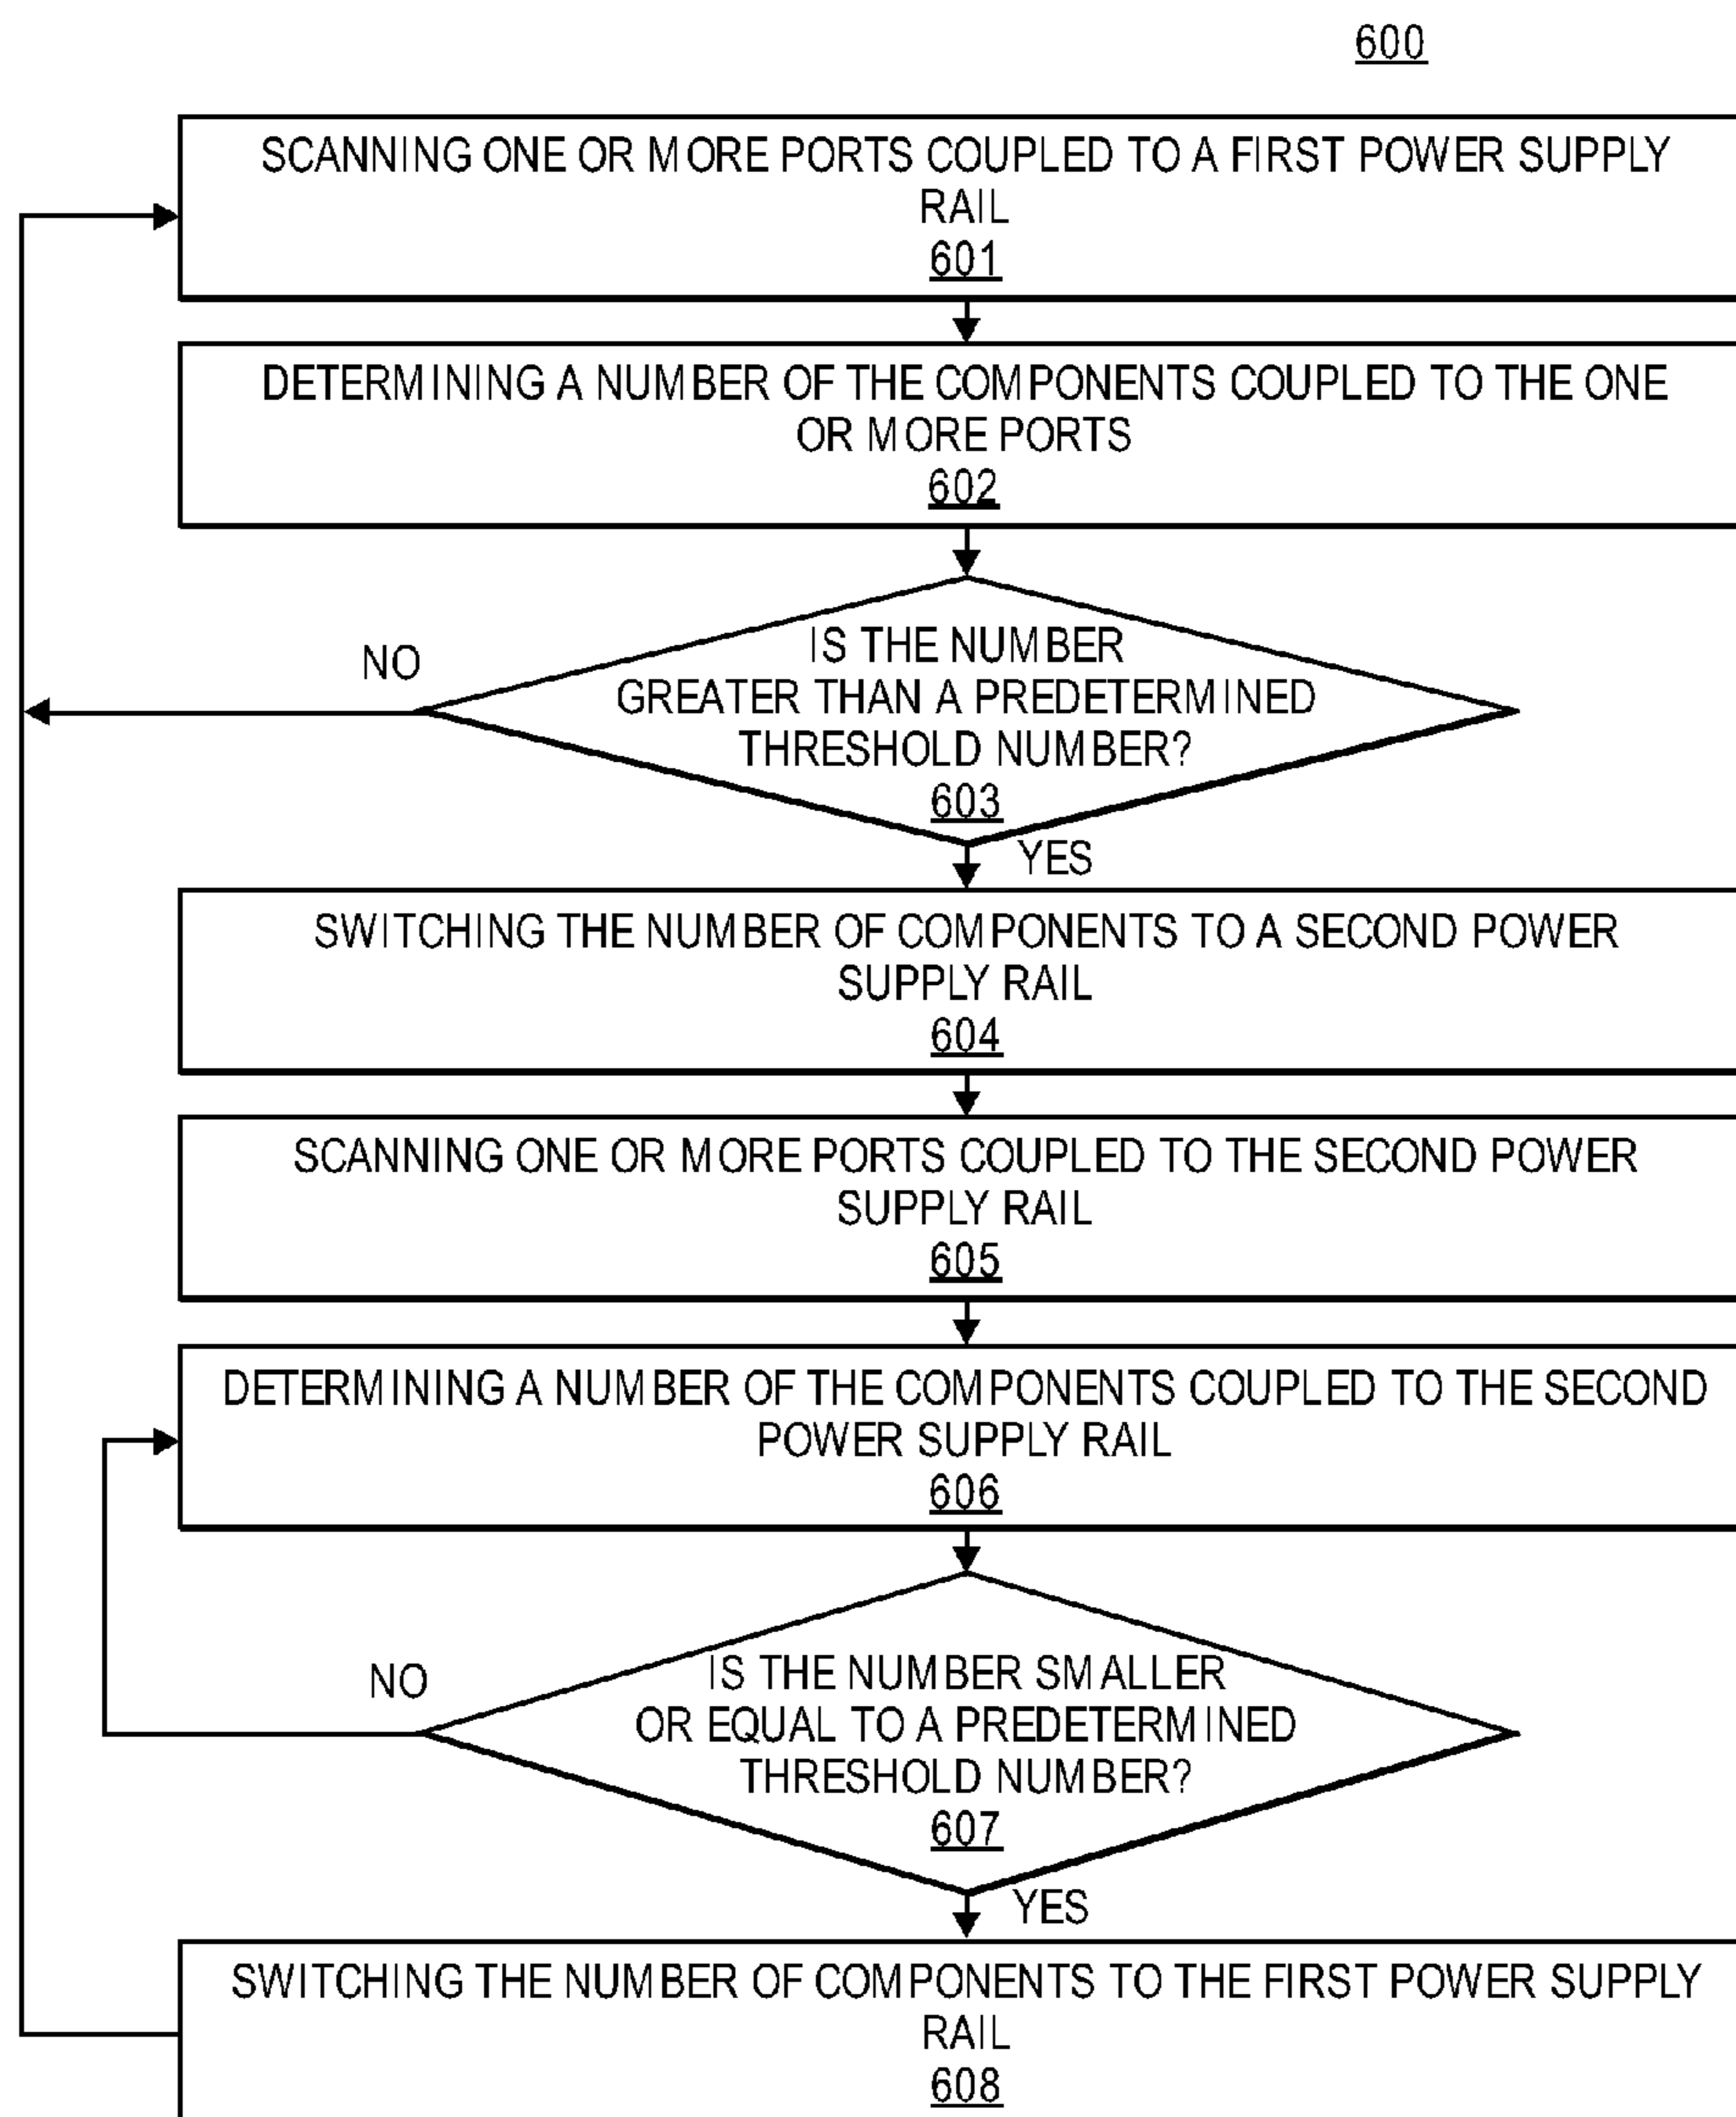 600
SCANNING ONE OR MORE PORTS COUPLED TO A FIRST POWER SUPPLY
RAIL
601
DETERMINING A NUMBER OF THE COMPONENTS COUPLED TO THE ONE
OR MORE PORTS
602
IS THE NUMBER
GREATER THAN A PREDETERMINED
THRESHOLD NUMBER?
603
NO
YES
SWITCHING THE NUMBER OF COMPONENTS TO A SECOND POWER
SUPPLY RAIL
604
SCANNING ONE OR MORE PORTS COUPLED TO THE SECOND POWER
SUPPLY RAIL
605
DETERMINING A NUMBER OF THE COMPONENTS COUPLED TO THE SECOND
POWER SUPPLY RAIL
606
IS THE NUMBER SMALLER
OR EQUAL TO A PREDETERMINED
THRESHOLD NUMBER?
607
NO
YES
SWITCHING THE NUMBER OF COMPONENTS TO THE FIRST POWER SUPPLY
RAIL
608